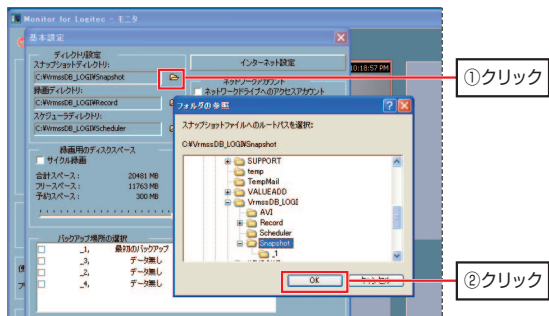 Monitor for Logitec - モニタ
基本設定
ディレクトリ設定
スナップショットディレクトリ:
C:¥VrmssDB_LOGI¥Snapshot
録画ディレクトリ:
C:¥VrmssDB_LOGI¥Record
スケジューラディレクトリ:
C:¥VrmssDB_LOGI¥Scheduler
録画用のディスクスペース
サイクル録画
合計スペース: 20481 MB
フリースペース: 11763 MB
予約スペース: 300 MB
バックアップ場所の選択
_1, 最初のバックアップ
_3, データ無し
_2, データ無し
_4, データ無し
インターネット設定
ネットワークアカウント
ネットワークドライブへのアクセスアカウント
10:18:57 PM
フォルダの参照
スナップショットファイルへのルートパスを選択:
C:¥VrmssDB_LOGI¥Snapshot
SUPPORT
temp
TempMail
VALUEADD
VrmssDB_LOGI
AVI
Record
Scheduler
Snapshot
_1
OK
キャンセル
①クリック
②クリック